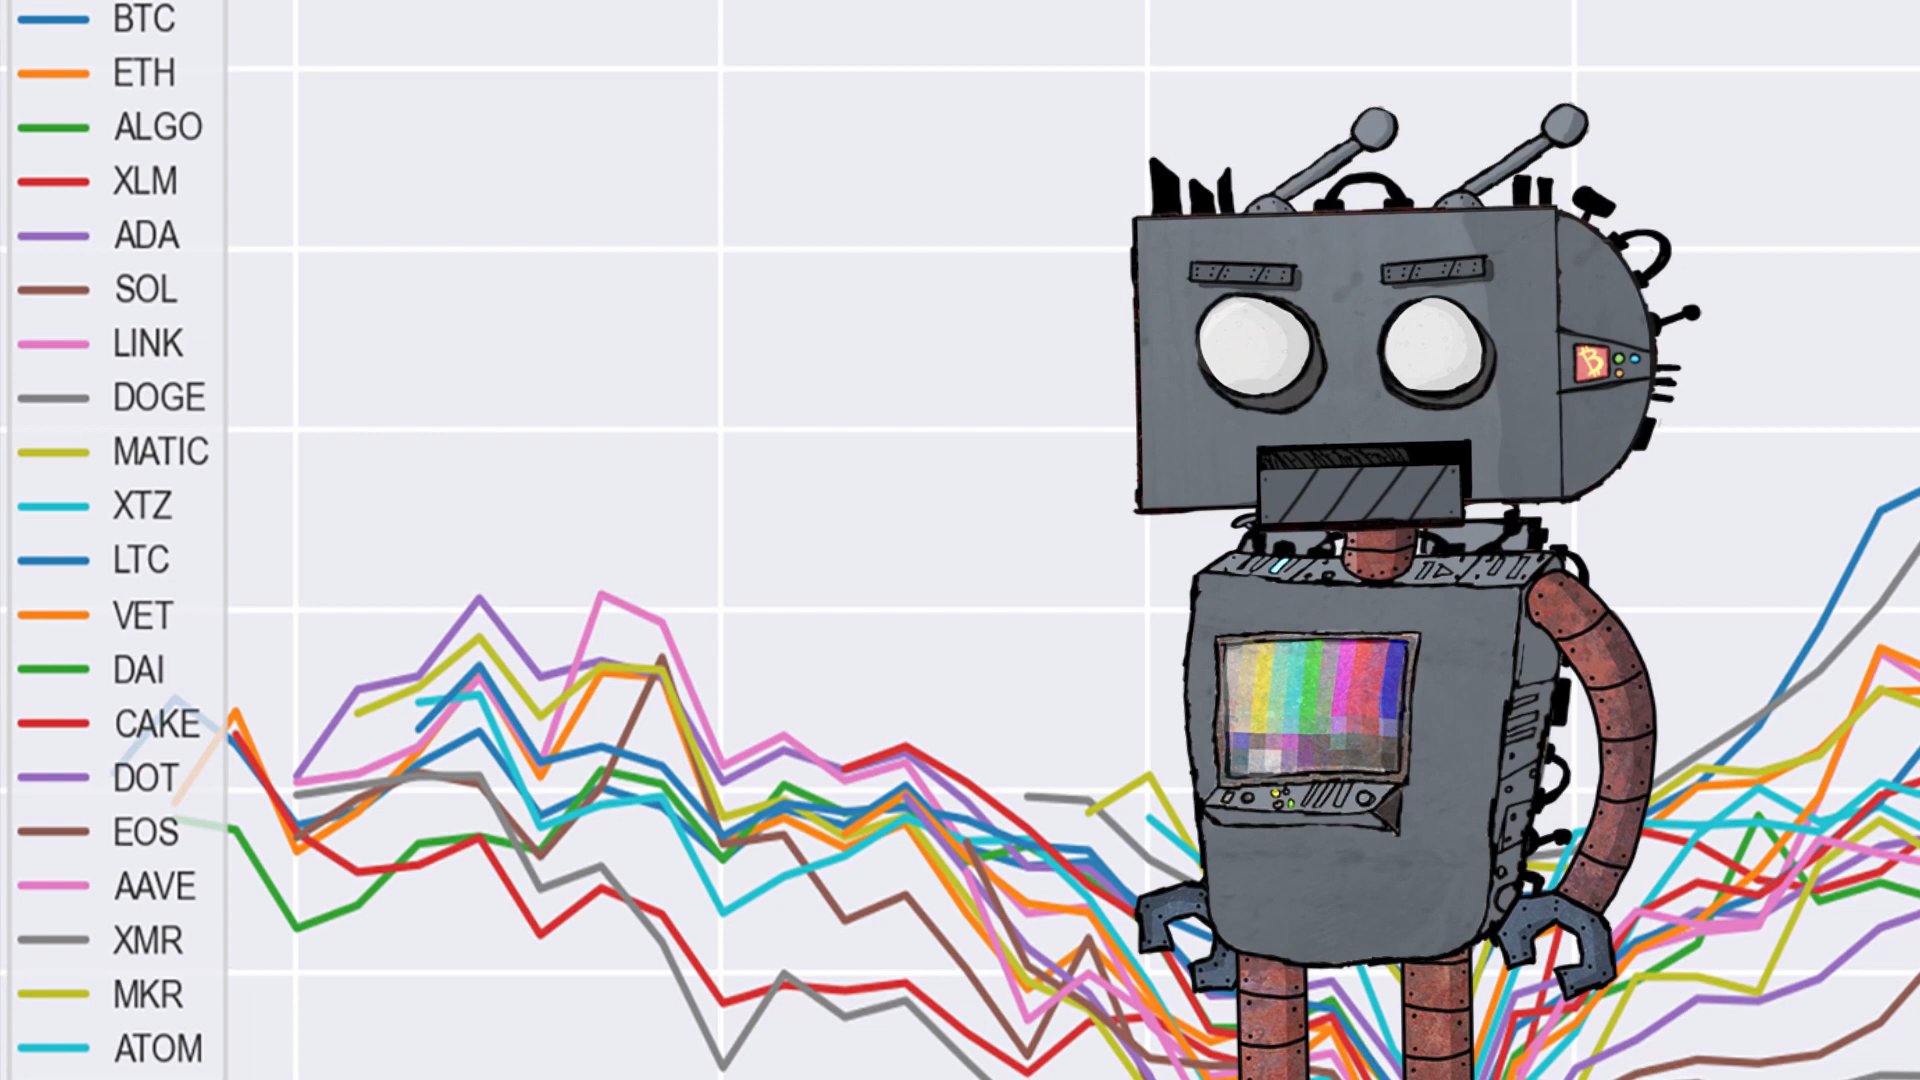 BTC
ETH
ALGO
XLM
ADA
SOL
LINK
DOGE
MATIC
XTZ
LTC
VET
DAI
CAKE
DOT
EOS
AAVE
XMR
MKR
ATOM